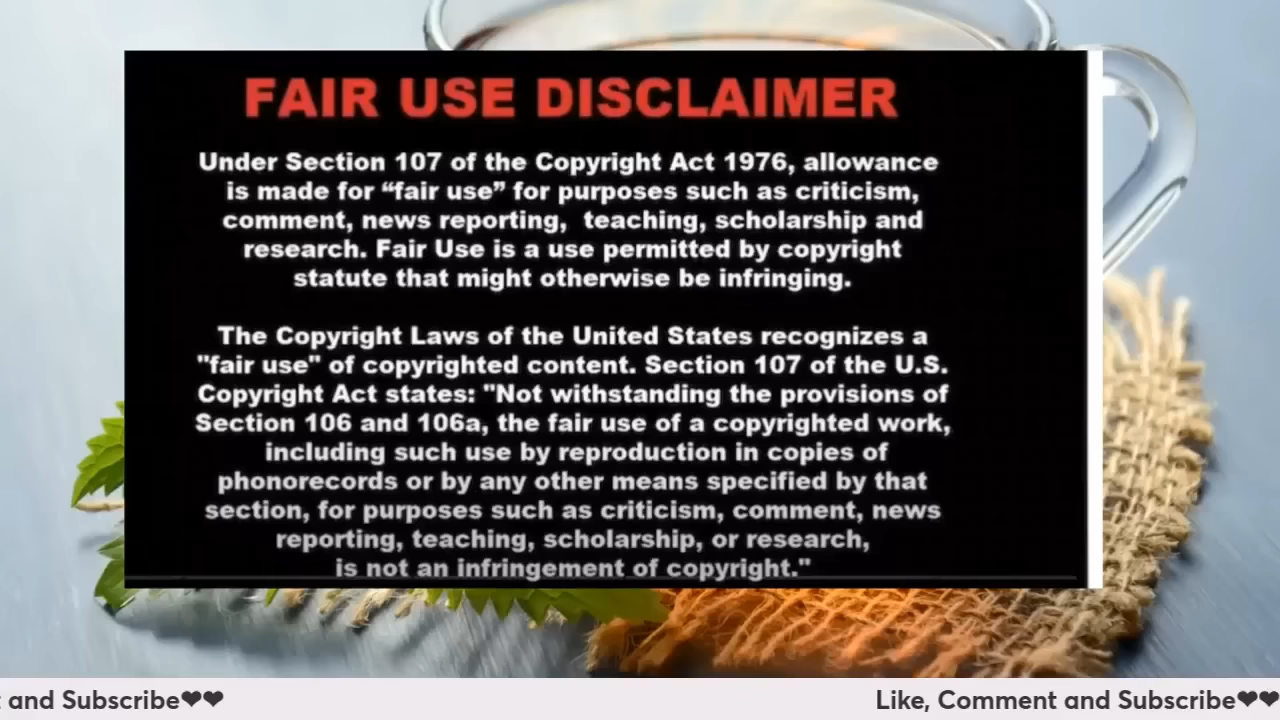 FAIR USE DISCLAIMER
Under Section 107 of the Copyright Act 1976, allowance
is made for “fair use” for purposes such as criticism,
comment, news reporting,  teaching, scholarship and
research. Fair Use is a use permitted by copyright
statute that might otherwise be infringing.
The Copyright Laws of the United States recognizes a
"fair use" of copyrighted content. Section 107 of the U.S.
Copyright Act states: "Not withstanding the provisions of
Section 106 and 106a, the fair use of a copyrighted work,
including such use by reproduction in copies of
phonorecords or by any other means specified by that
section, for purposes such as criticism, comment, news
reporting, teaching, scholarship, or research,
is not an infringement of copyright."
and Subscribe❤❤ Like, Comment and Subscribe❤❤